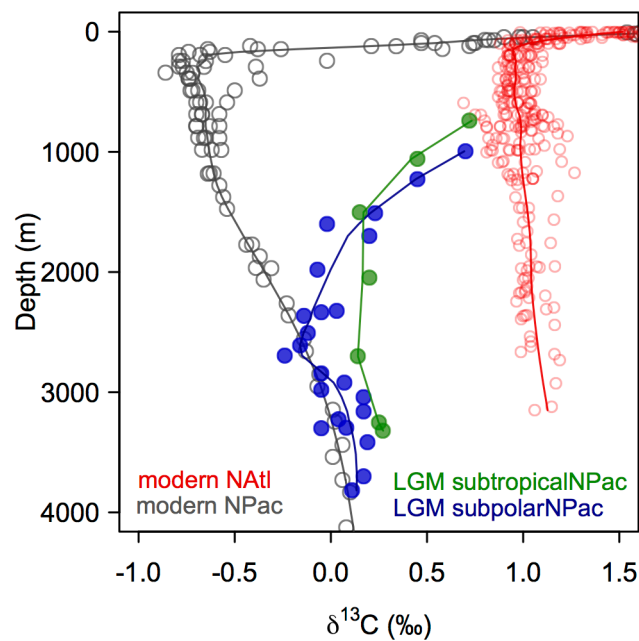 0
1000
2000
3000
4000
Depth (m)
modern NAtl
modern NPac
LGM subtropicalNPac
LGM subpolarNPac
-1.0 -0.5 0.0 0.5 1.0 1.5
δ¹³C (‰)